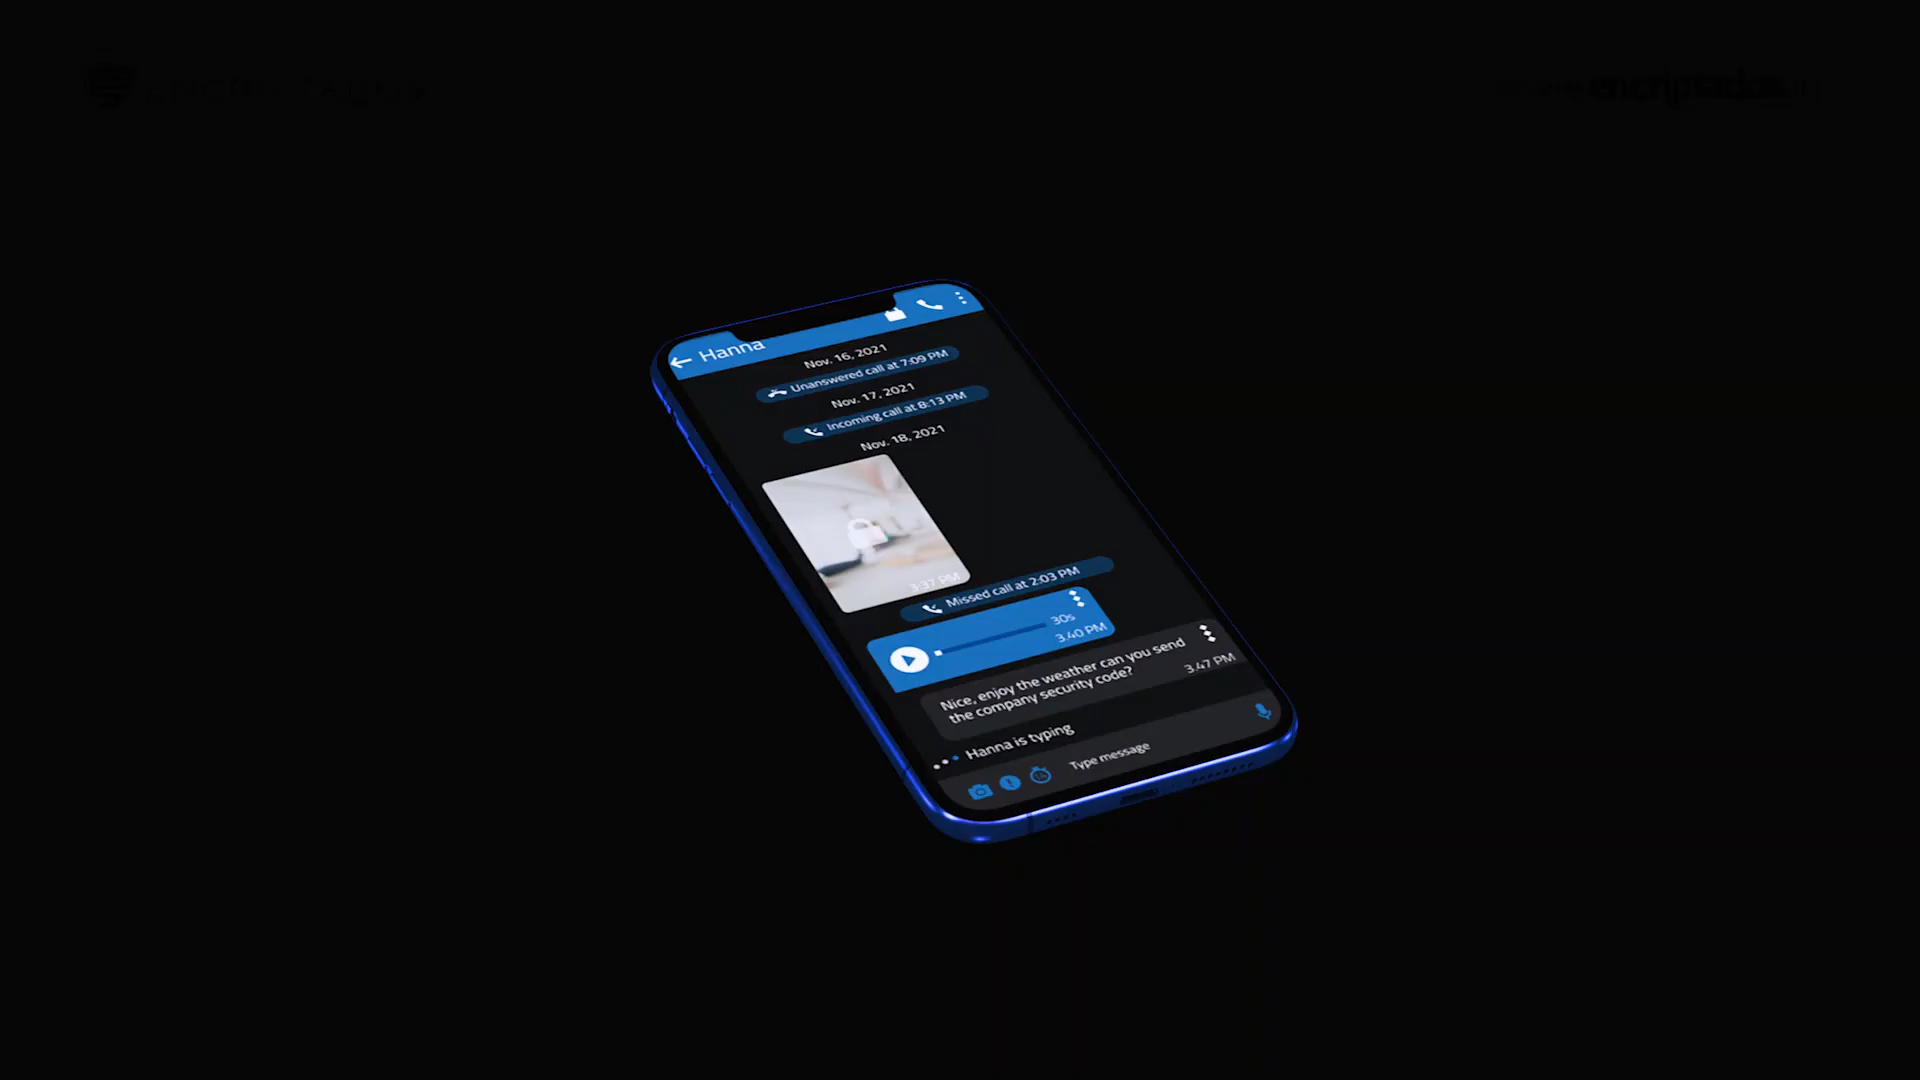 Hanna
Nov. 16, 2021
Unanswered call at 7:09 PM
Nov. 17, 2021
Incoming call at 8:13 PM
Nov. 18, 2021
3:37 PM
Missed call at 2:03 PM
30s
3.40 PM
Nice, enjoy the weather can you send
the company security code?
3.47 PM
Hanna is typing
Type message